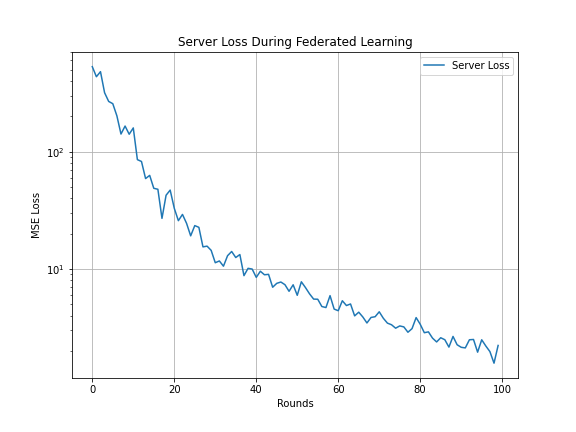 Server Loss During Federated Learning
Server Loss
MSE Loss
10²
10¹
0 20 40 60 80 100
Rounds